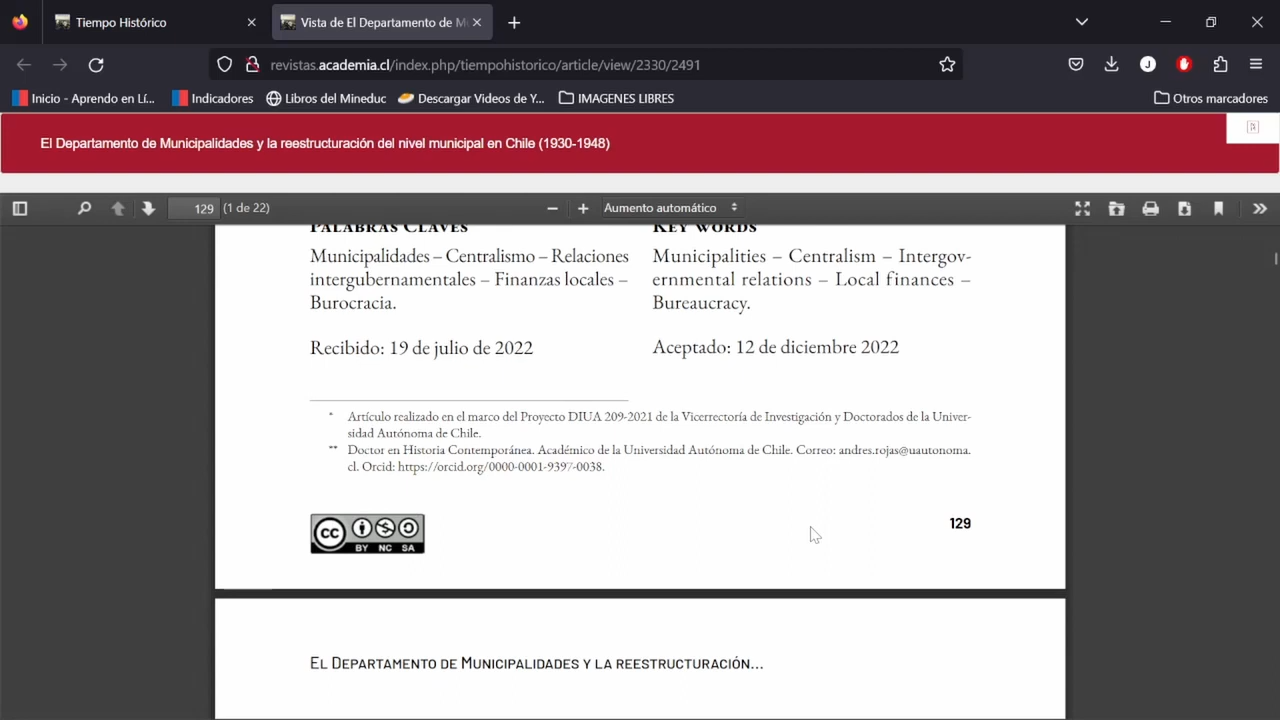 Tiempo Histórico
Vista de El Departamento de M
revistas.academia.cl/index.php/tiempohistorico/article/view/2330/2491
Inicio - Aprendo en Lí...
Indicadores
Libros del Mineduc
Descargar Videos de Y...
IMAGENES LIBRES
Otros marcadores
El Departamento de Municipalidades y la reestructuración del nivel municipal en Chile (1930-1948)
129 (1 de 22)
Aumento automático
PALABRAS CLAVES
Municipalidades – Centralismo – Relaciones
intergubernamentales – Finanzas locales –
Burocracia.
Recibido: 19 de julio de 2022
KEY WORDS
Municipalities – Centralism – Intergov-
ernmental relations – Local finances –
Bureaucracy.
Aceptado: 12 de diciembre 2022
* Artículo realizado en el marco del Proyecto DIUA 209-2021 de la Vicerrectoría de Investigación y Doctorados de la Univer-
sidad Autónoma de Chile.
** Doctor en Historia Contemporánea. Académico de la Universidad Autónoma de Chile. Correo: andres.rojas@uautonoma.
cl. Orcid: https://orcid.org/0000-0001-9397-0038.
cc BY NC SA
129
EL DEPARTAMENTO DE MUNICIPALIDADES Y LA REESTRUCTURACIÓN...